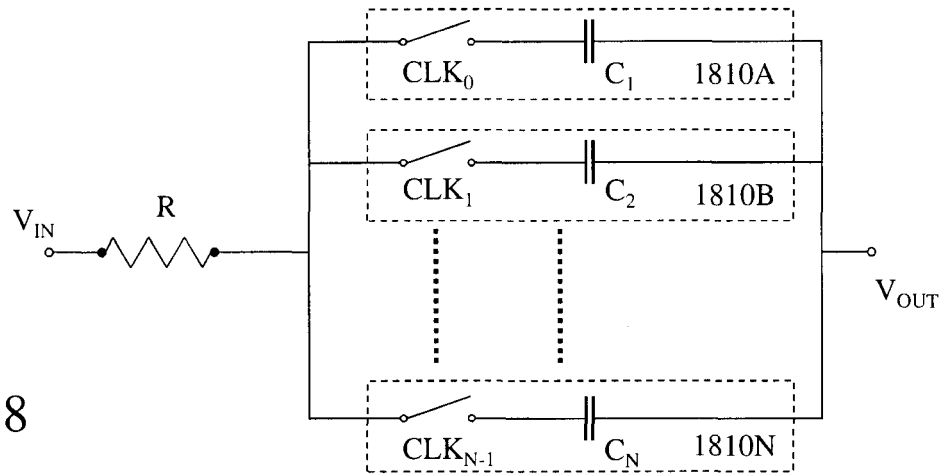 CLK₀ C₁ 1810A
CLK₁ C₂ 1810B
V_IN R
V_OUT
8
CLK_N-1 C_N 1810N